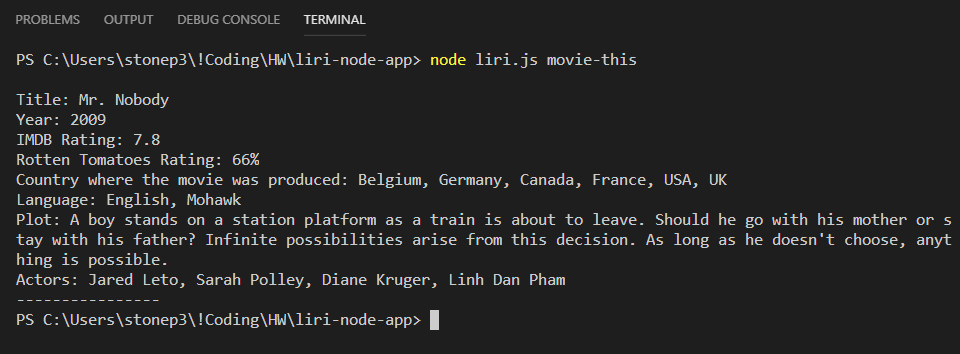 PROBLEMS OUTPUT DEBUG CONSOLE TERMINAL
PS C:\Users\stonep3\!Coding\HW\liri-node-app> node liri.js movie-this
Title: Mr. Nobody
Year: 2009
IMDB Rating: 7.8
Rotten Tomatoes Rating: 66%
Country where the movie was produced: Belgium, Germany, Canada, France, USA, UK
Language: English, Mohawk
Plot: A boy stands on a station platform as a train is about to leave. Should he go with his mother or s
tay with his father? Infinite possibilities arise from this decision. As long as he doesn't choose, anyt
hing is possible.
Actors: Jared Leto, Sarah Polley, Diane Kruger, Linh Dan Pham
----------------
PS C:\Users\stonep3\!Coding\HW\liri-node-app>